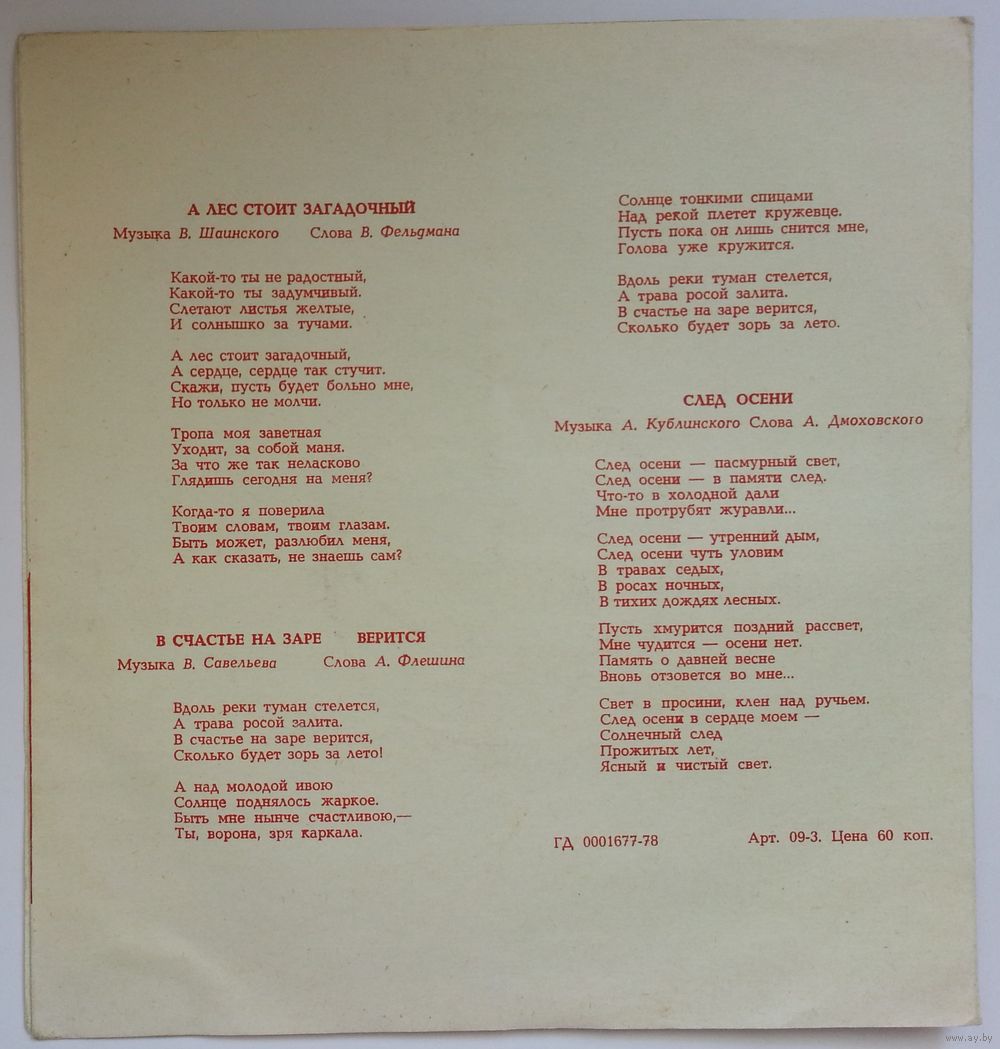 А ЛЕС СТОИТ ЗАГАДОЧНЫЙ
Музыка В. Шаинского Слова В. Фельдмана
Какой-то ты не радостный,
Какой-то ты задумчивый.
Слетают листья желтые,
И солнышко за тучами.
А лес стоит загадочный,
А сердце, сердце так стучит.
Скажи, пусть будет больно мне,
Но только не молчи.
Тропа моя заветная
Уходит, за собой маня.
За что же так неласково
Глядишь сегодня на меня?
Когда-то я поверила
Твоим словам, твоим глазам.
Быть может, разлюбил меня,
А как сказать, не знаешь сам?
В СЧАСТЬЕ НА ЗАРЕ ВЕРИТСЯ
Музыка В. Савельева Слова А. Флешина
Вдоль реки туман стелется,
А трава росой залита.
В счастье на заре верится,
Сколько будет зорь за лето!
А над молодой ивою
Солнце поднялось жаркое.
Быть мне нынче счастливою,—
Ты, ворона, зря каркала.
Солнце тонкими спицами
Над рекой плетет кружевце.
Пусть пока он лишь снится мне,
Голова уже кружится.
Вдоль реки туман стелется,
А трава росой залита.
В счастье на заре верится,
Сколько будет зорь за лето.
СЛЕД ОСЕНИ
Музыка А. Кублинского Слова А. Дмоховского
След осени — пасмурный свет,
След осени — в памяти след.
Что-то в холодной дали
Мне протрубят журавли...
След осени — утренний дым,
След осени чуть уловим
В травах седых,
В росах ночных,
В тихих дождях лесных.
Пусть хмурится поздний рассвет,
Мне чудится — осени нет.
Память о давней весне
Вновь отзовется во мне...
Свет в просини, клен над ручьем.
След осени в сердце моем —
Солнечный след
Прожитых лет,
Ясный и чистый свет.
ГД 0001677-78 Арт. 09-3. Цена 60 коп.
www.ay.by